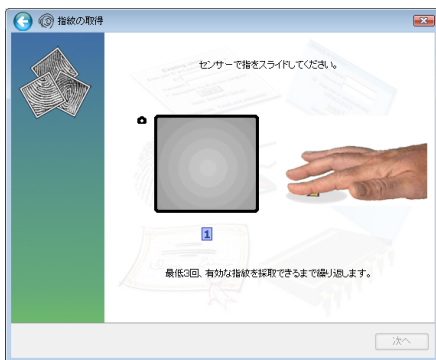 指紋の取得
センサーで指をスライドしてください。
1
最低3回、有効な指紋を採取できるまで繰り返します。
次へ